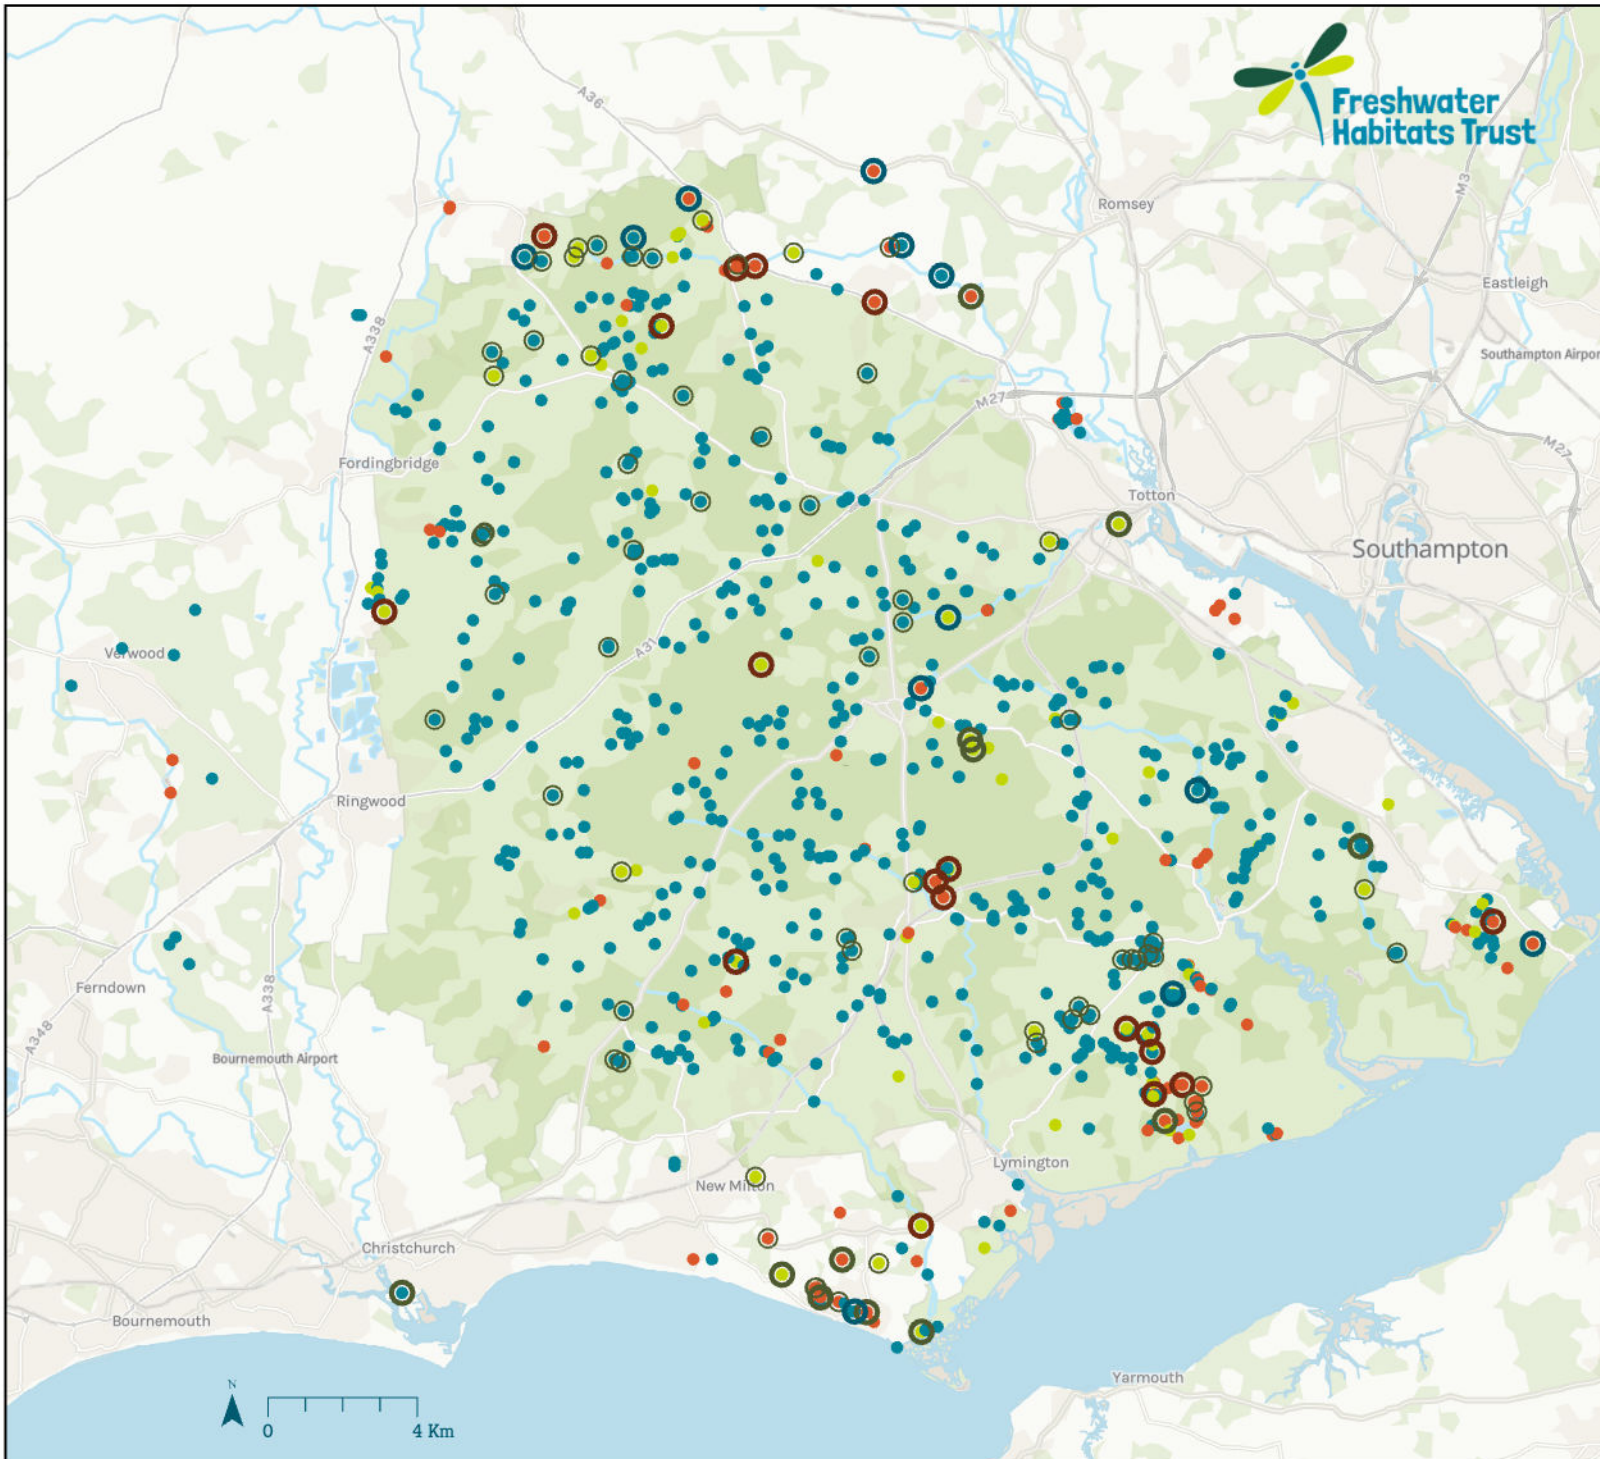 Freshwater
Habitats Trust
A36
Romsey
M3
Eastleigh
A338
Southampton Airpor
M27
M27
Fordingbridge
Totton
Southampton
A31
Verwood
Ringwood
Ferndown
A338
A348
Bournemouth Airport
Lymington
New Milton
Christchurch
Bournemouth
Yarmouth
N
0
4 Km